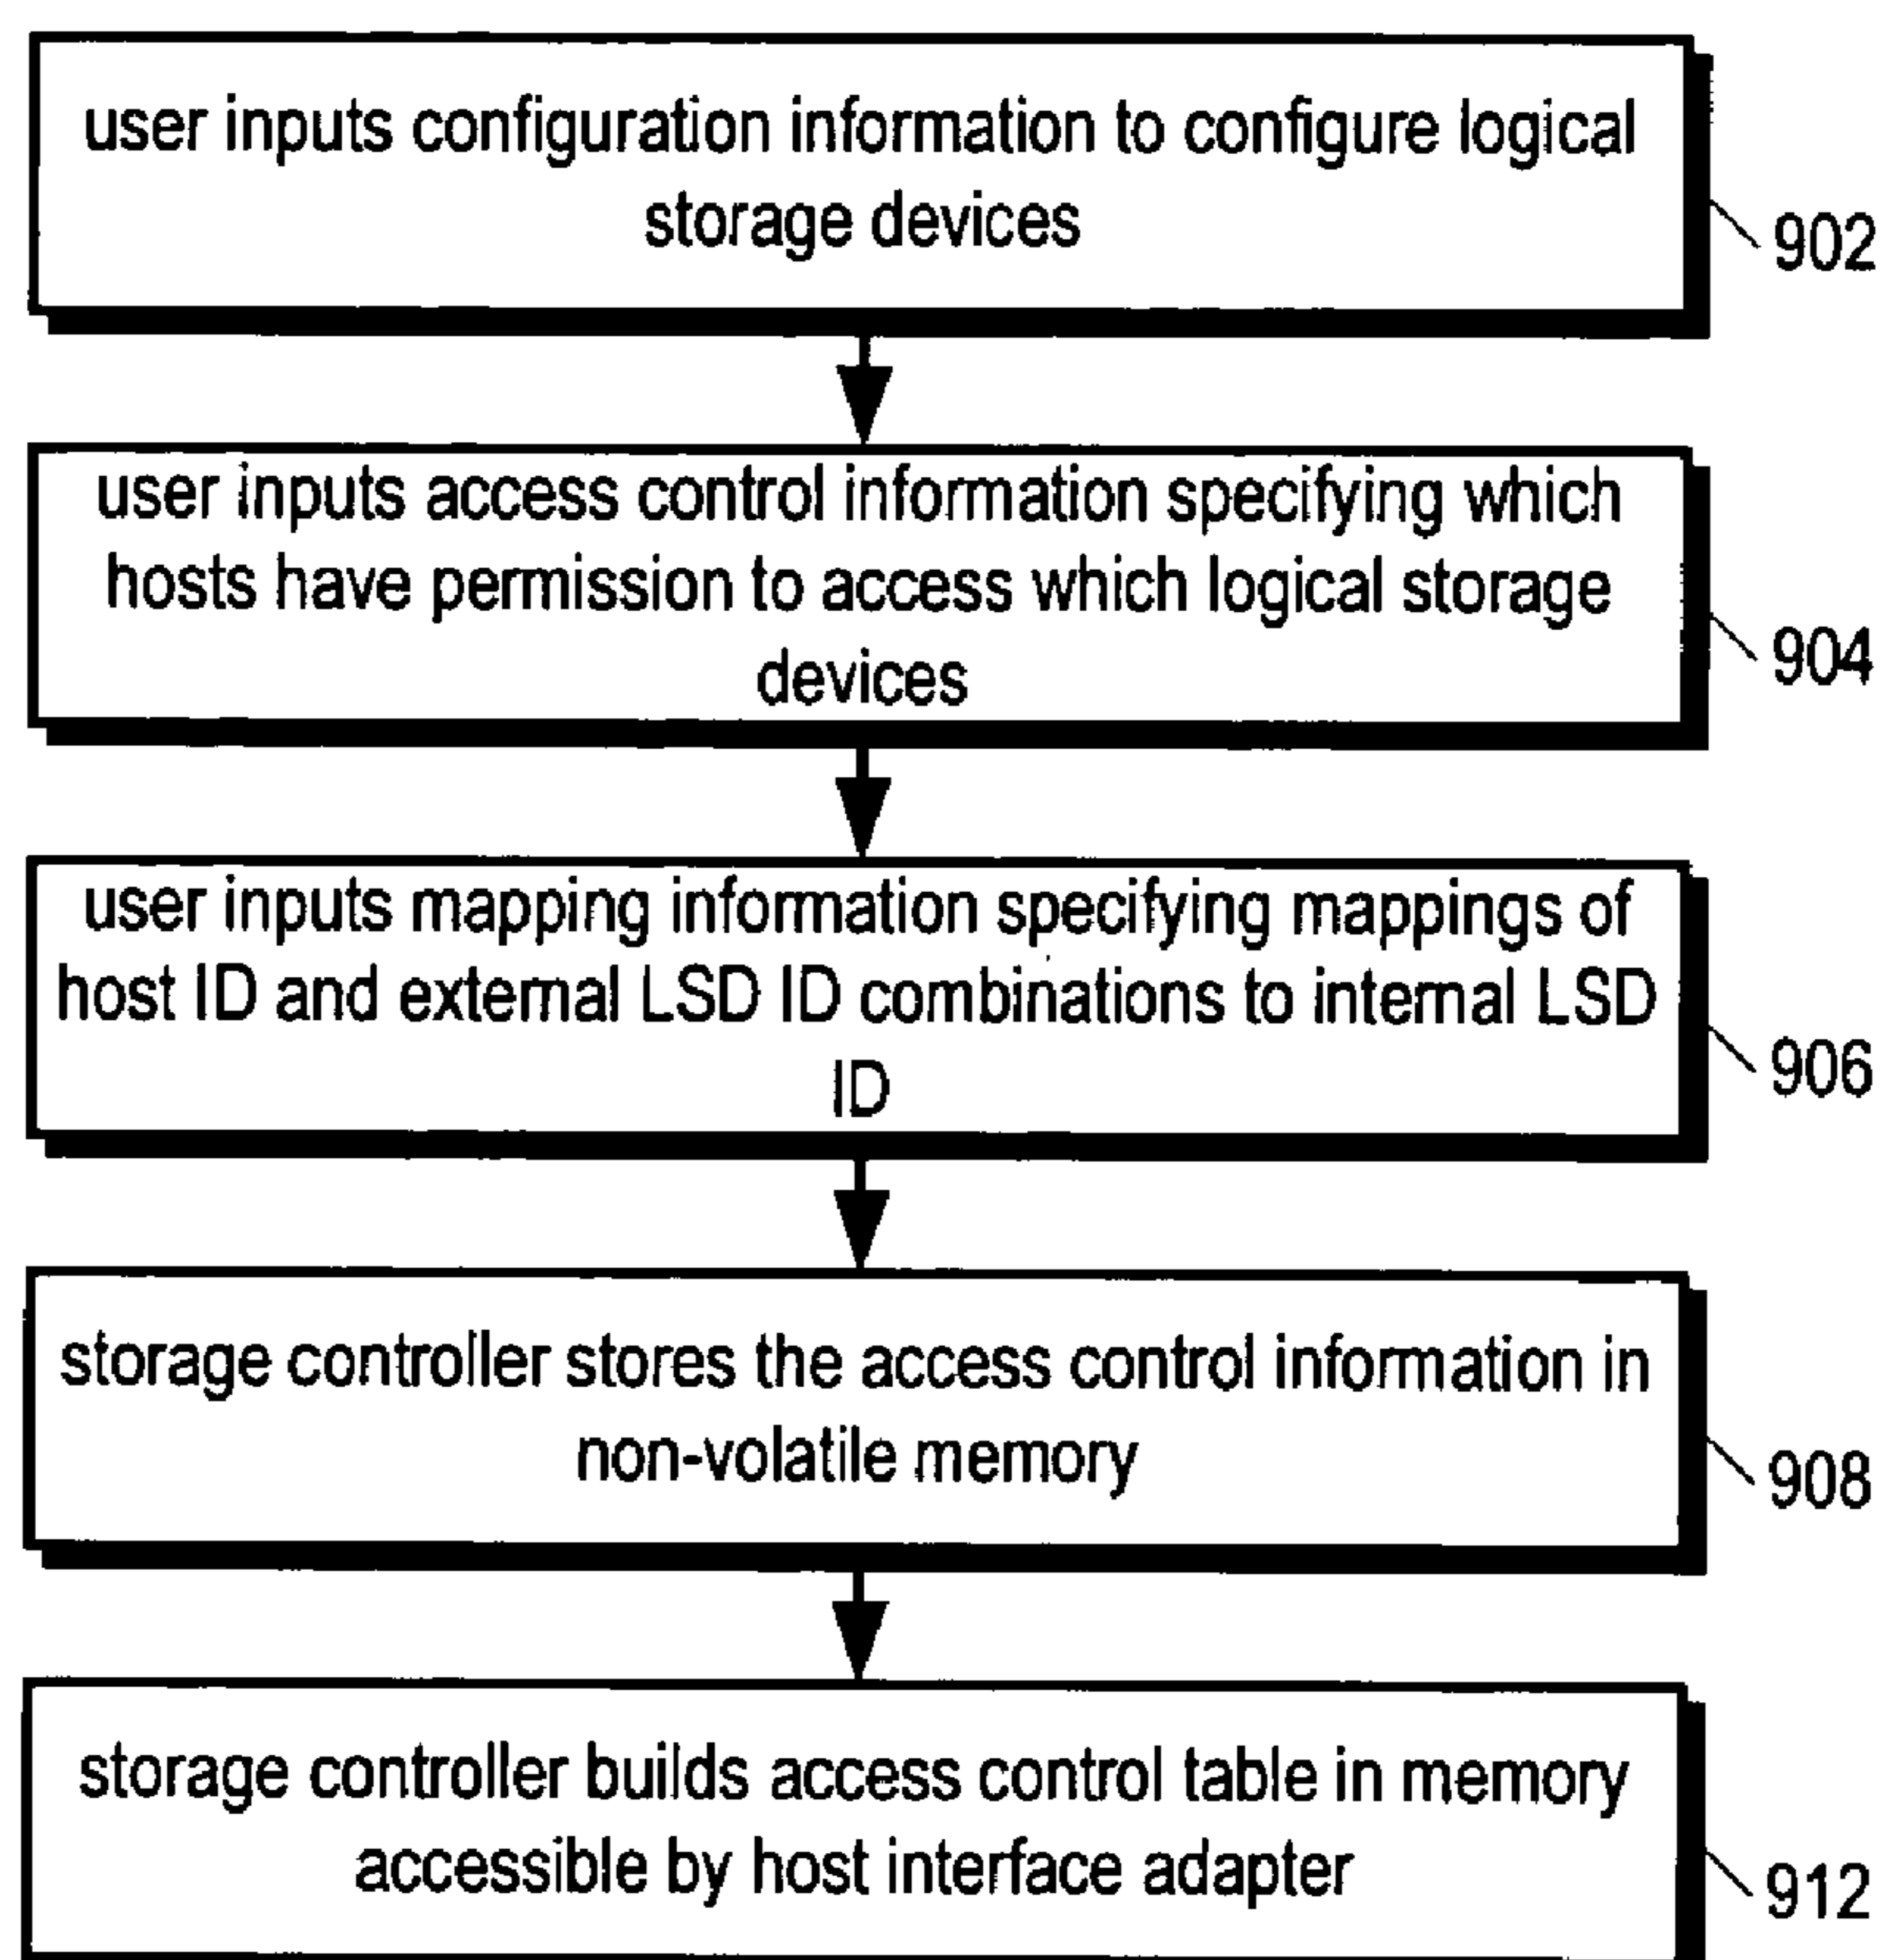 user inputs configuration information to configure logical
storage devices
902
user inputs access control information specifying which
hosts have permission to access which logical storage
devices
904
user inputs mapping information specifying mappings of
host ID and external LSD ID combinations to internal LSD
ID
906
storage controller stores the access control information in
non-volatile memory
908
storage controller builds access control table in memory
accessible by host interface adapter
912